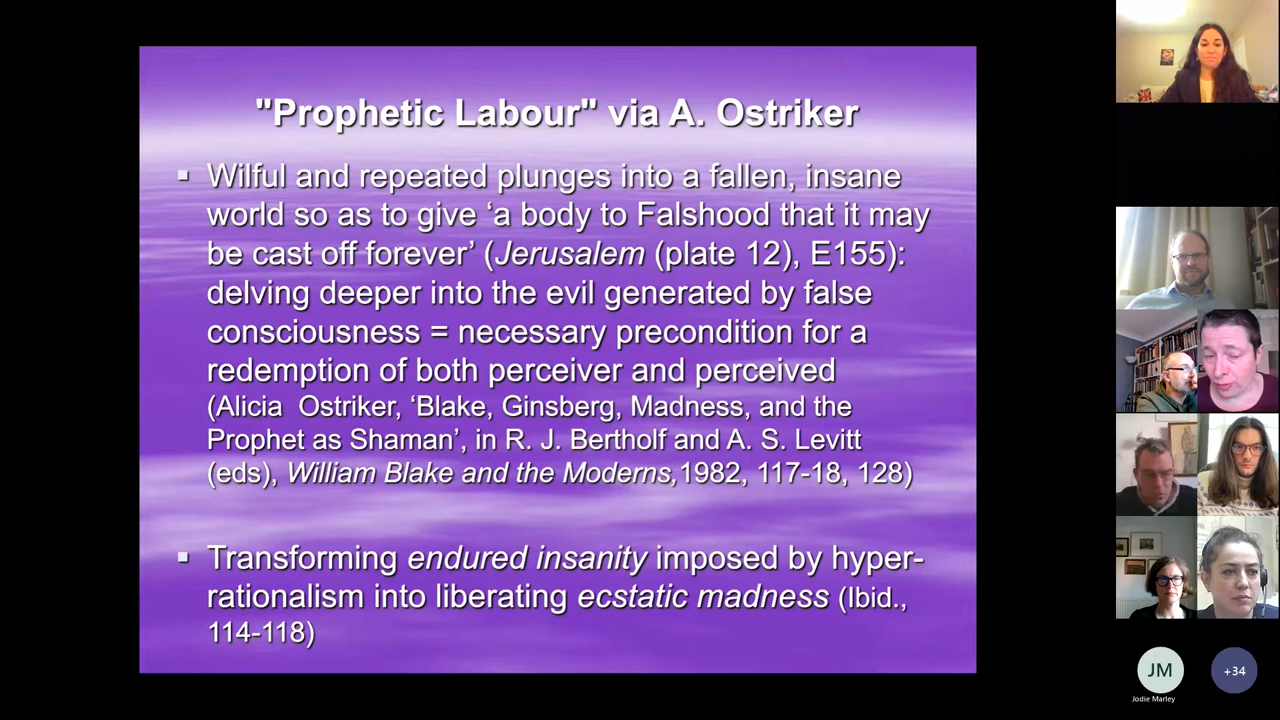 "Prophetic Labour" via A. Ostriker
▪ Wilful and repeated plunges into a fallen, insane
world so as to give ‘a body to Falshood that it may
be cast off forever’ (Jerusalem (plate 12), E155):
delving deeper into the evil generated by false
consciousness = necessary precondition for a
redemption of both perceiver and perceived
(Alicia Ostriker, ‘Blake, Ginsberg, Madness, and the
Prophet as Shaman’, in R. J. Bertholf and A. S. Levitt
(eds), William Blake and the Moderns,1982, 117-18, 128)
▪ Transforming endured insanity imposed by hyper-
rationalism into liberating ecstatic madness (Ibid.,
114-118)
JM
+34
Jodie Marley